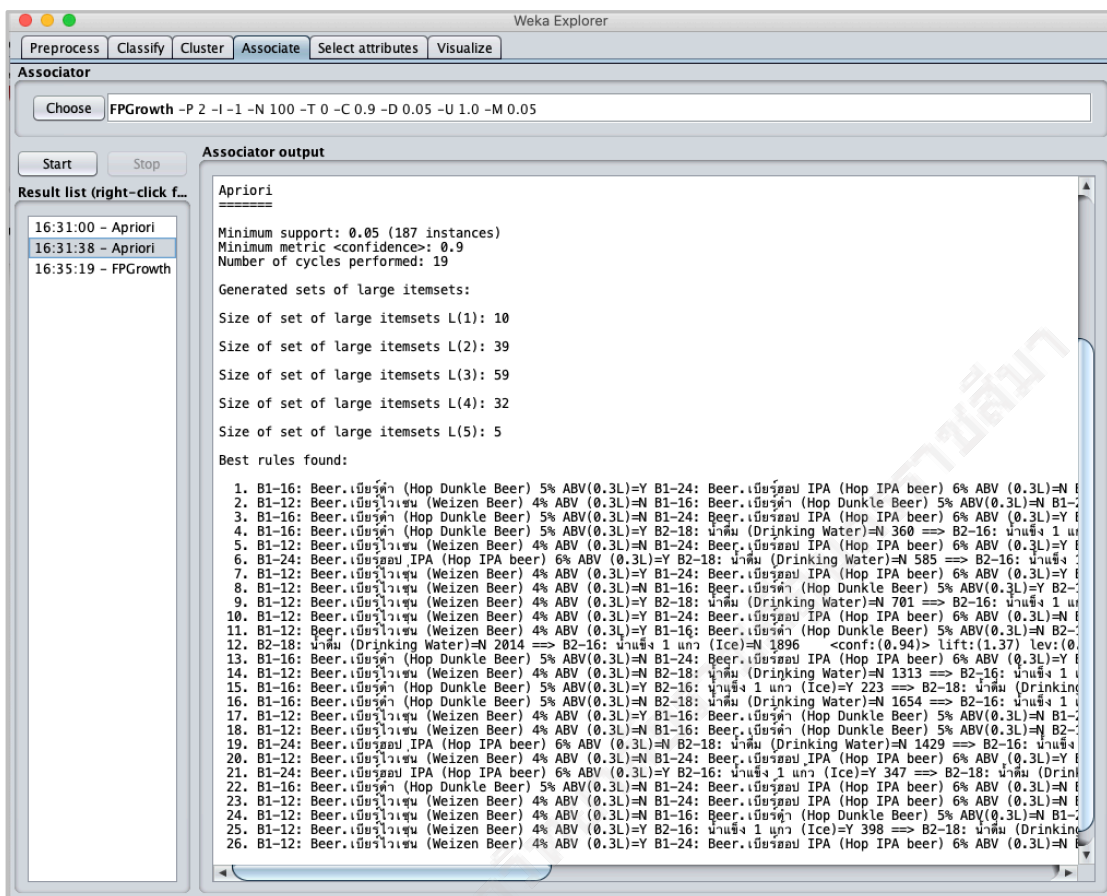 Weka Explorer
Preprocess Classify Cluster Associate Select attributes Visualize
Associator
Choose FPGrowth -P 2 -I -1 -N 100 -T 0 -C 0.9 -D 0.05 -U 1.0 -M 0.05
Start Stop
Result list (right-click f...
16:31:00 - Apriori
16:31:38 - Apriori
16:35:19 - FPGrowth
Associator output
Apriori
=======
Minimum support: 0.05 (187 instances)
Minimum metric <confidence>: 0.9
Number of cycles performed: 19
Generated sets of large itemsets:
Size of set of large itemsets L(1): 10
Size of set of large itemsets L(2): 39
Size of set of large itemsets L(3): 59
Size of set of large itemsets L(4): 32
Size of set of large itemsets L(5): 5
Best rules found:
1. B1-16: Beer.เบียร์ดำ (Hop Dunkle Beer) 5% ABV(0.3L)=Y B1-24: Beer.เบียร์ฮอป IPA (Hop IPA beer) 6% ABV (0.3L)=N B
2. B1-12: Beer.เบียร์ไวเซ่น (Weizen Beer) 4% ABV (0.3L)=N B1-16: Beer.เบียร์ดำ (Hop Dunkle Beer) 5% ABV(0.3L)=N B1-2
3. B1-16: Beer.เบียร์ดำ (Hop Dunkle Beer) 5% ABV(0.3L)=N B1-24: Beer.เบียร์ฮอป IPA (Hop IPA beer) 6% ABV (0.3L)=Y B
4. B1-16: Beer.เบียร์ดำ (Hop Dunkle Beer) 5% ABV(0.3L)=Y B2-18: น้ำดื่ม (Drinking Water)=N 360 ==> B2-16: น้ำแข็ง 1 แก
5. B1-12: Beer.เบียร์ไวเซ่น (Weizen Beer) 4% ABV (0.3L)=N B1-24: Beer.เบียร์ฮอป IPA (Hop IPA beer) 6% ABV (0.3L)=Y B
6. B1-24: Beer.เบียร์ฮอป IPA (Hop IPA beer) 6% ABV (0.3L)=Y B2-18: น้ำดื่ม (Drinking Water)=N 585 ==> B2-16: น้ำแข็ง 1
7. B1-12: Beer.เบียร์ไวเซ่น (Weizen Beer) 4% ABV (0.3L)=Y B1-24: Beer.เบียร์ฮอป IPA (Hop IPA beer) 6% ABV (0.3L)=Y B
8. B1-12: Beer.เบียร์ไวเซ่น (Weizen Beer) 4% ABV (0.3L)=N B1-16: Beer.เบียร์ดำ (Hop Dunkle Beer) 5% ABV(0.3L)=Y B2-1
9. B1-12: Beer.เบียร์ไวเซ่น (Weizen Beer) 4% ABV (0.3L)=Y B2-18: น้ำดื่ม (Drinking Water)=N 701 ==> B2-16: น้ำแข็ง 1 แก
10. B1-12: Beer.เบียร์ไวเซ่น (Weizen Beer) 4% ABV (0.3L)=Y B1-24: Beer.เบียร์ฮอป IPA (Hop IPA beer) 6% ABV (0.3L)=N B
11. B1-12: Beer.เบียร์ไวเซ่น (Weizen Beer) 4% ABV (0.3L)=Y B1-16: Beer.เบียร์ดำ (Hop Dunkle Beer) 5% ABV(0.3L)=N B2-1
12. B2-18: น้ำดื่ม (Drinking Water)=N 2014 ==> B2-16: น้ำแข็ง 1 แก้ว (Ice)=N 1896 <conf:(0.94)> lift:(1.37) lev:(0.
13. B1-16: Beer.เบียร์ดำ (Hop Dunkle Beer) 5% ABV(0.3L)=N B1-24: Beer.เบียร์ฮอป IPA (Hop IPA beer) 6% ABV (0.3L)=Y B
14. B1-12: Beer.เบียร์ไวเซ่น (Weizen Beer) 4% ABV (0.3L)=N B2-18: น้ำดื่ม (Drinking Water)=N 1313 ==> B2-16: น้ำแข็ง 1
15. B1-16: Beer.เบียร์ดำ (Hop Dunkle Beer) 5% ABV(0.3L)=Y B2-16: น้ำแข็ง 1 แก้ว (Ice)=Y 223 ==> B2-18: น้ำดื่ม (Drinking
16. B1-16: Beer.เบียร์ดำ (Hop Dunkle Beer) 5% ABV(0.3L)=N B2-18: น้ำดื่ม (Drinking Water)=N 1654 ==> B2-16: น้ำแข็ง 1
17. B1-12: Beer.เบียร์ไวเซ่น (Weizen Beer) 4% ABV (0.3L)=Y B1-16: Beer.เบียร์ดำ (Hop Dunkle Beer) 5% ABV(0.3L)=N B1-2
18. B1-12: Beer.เบียร์ไวเซ่น (Weizen Beer) 4% ABV (0.3L)=N B1-16: Beer.เบียร์ดำ (Hop Dunkle Beer) 5% ABV(0.3L)=N B2-
19. B1-24: Beer.เบียร์ฮอป IPA (Hop IPA beer) 6% ABV (0.3L)=N B2-18: น้ำดื่ม (Drinking Water)=N 1429 ==> B2-16: น้ำแข็ง
20. B1-12: Beer.เบียร์ไวเซ่น (Weizen Beer) 4% ABV (0.3L)=N B1-24: Beer.เบียร์ฮอป IPA (Hop IPA beer) 6% ABV (0.3L)=Y B
21. B1-24: Beer.เบียร์ฮอป IPA (Hop IPA beer) 6% ABV (0.3L)=Y B2-16: น้ำแข็ง 1 แก้ว (Ice)=Y 347 ==> B2-18: น้ำดื่ม (Drink
22. B1-16: Beer.เบียร์ดำ (Hop Dunkle Beer) 5% ABV(0.3L)=N B1-24: Beer.เบียร์ฮอป IPA (Hop IPA beer) 6% ABV (0.3L)=N
23. B1-12: Beer.เบียร์ไวเซ่น (Weizen Beer) 4% ABV (0.3L)=N B1-24: Beer.เบียร์ฮอป IPA (Hop IPA beer) 6% ABV (0.3L)=N
24. B1-12: Beer.เบียร์ไวเซ่น (Weizen Beer) 4% ABV (0.3L)=N B1-16: Beer.เบียร์ดำ (Hop Dunkle Beer) 5% ABV(0.3L)=N B1-2
25. B1-12: Beer.เบียร์ไวเซ่น (Weizen Beer) 4% ABV (0.3L)=Y B2-16: น้ำแข็ง 1 แก้ว (Ice)=Y 398 ==> B2-18: น้ำดื่ม (Drinking
26. B1-12: Beer.เบียร์ไวเซ่น (Weizen Beer) 4% ABV (0.3L)=Y B1-24: Beer.เบียร์ฮอป IPA (Hop IPA beer) 6% ABV (0.3L)=N